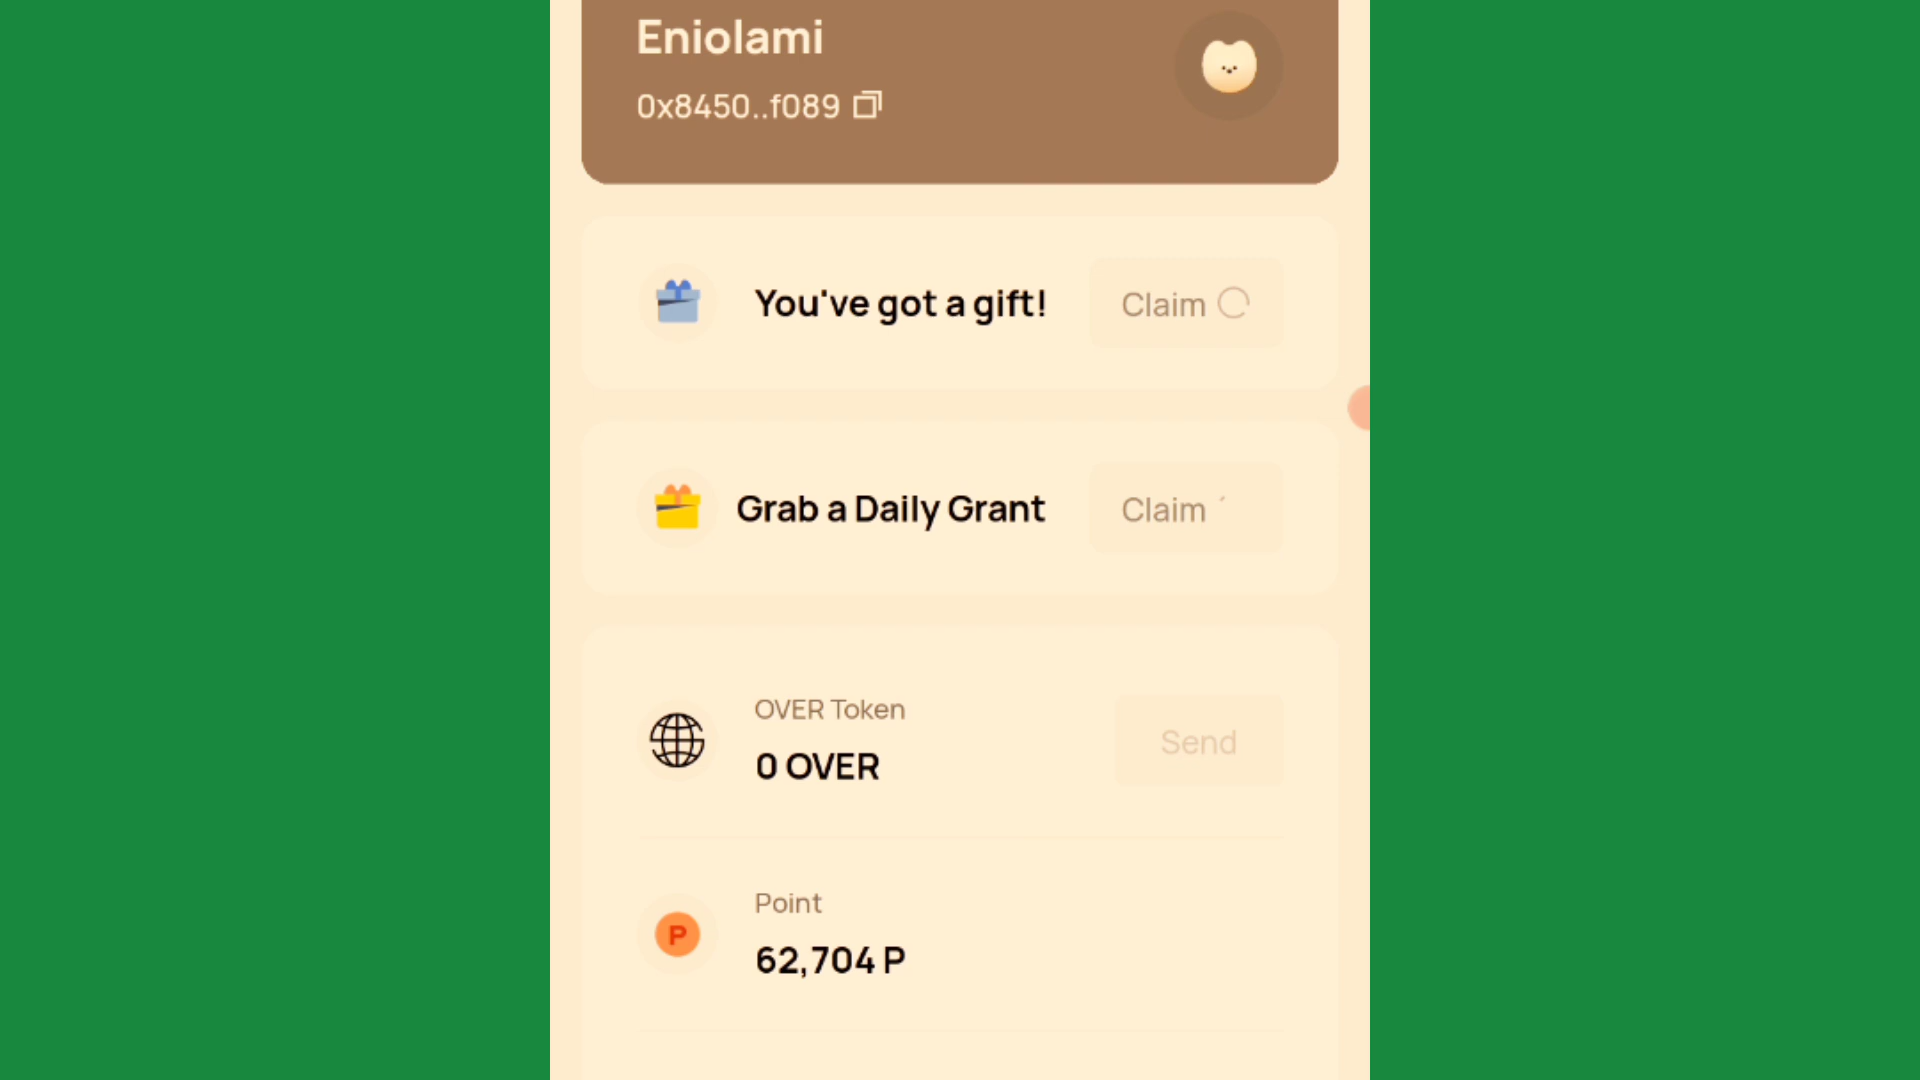 Eniolami
0x8450..f089
You've got a gift!
Claim
Grab a Daily Grant
Claim
OVER Token
0 OVER
Send
P
Point
62,704 P